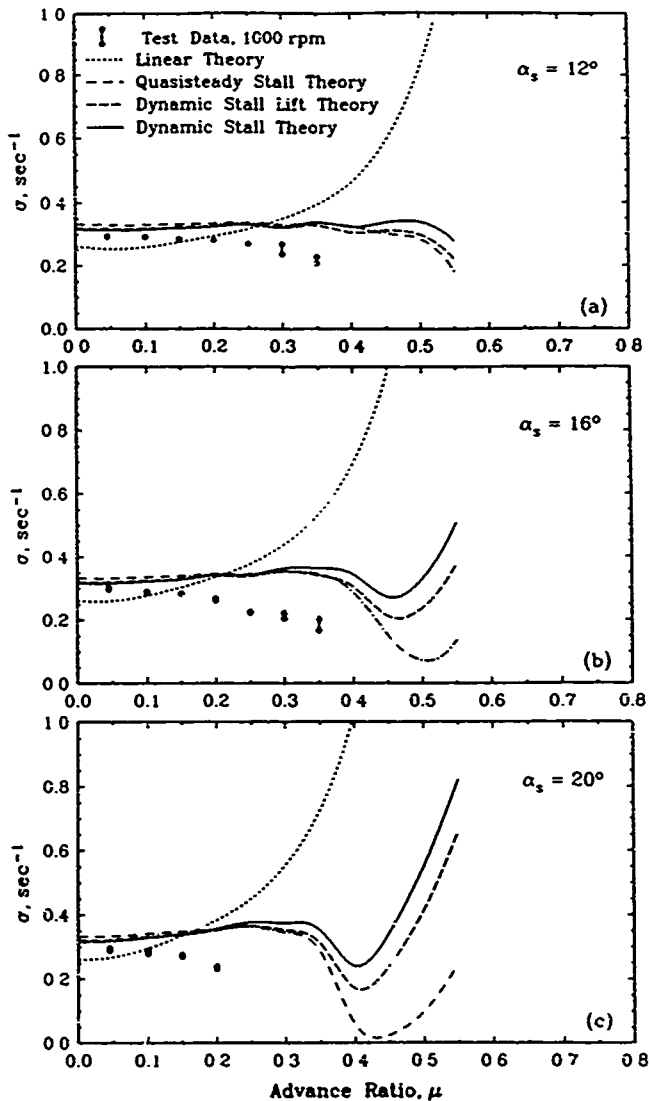 1 0
Test Data, 1000 rpm
Linear Theory
αs = 12°
0.8
Quasisteady Stall Theory
Dynamic Stall Lift Theory
Dynamic Stall Theory
0.6
σ, sec⁻¹
0.4
0.2
(a)
0.0
0.0 0.1 0.2 0.3 0 4 0 5 0.6 0.7 0 8
1.0
αs = 16°
0.8
0.6
σ, sec⁻¹
0.4
0.2
(b)
0.0
0.0 0.1 0.2 0.3 0.4 0.5 0.6 0.7 0.8
1 0
αs = 20°
0.8
0.6
σ, sec⁻¹
0.4
0.2
(c)
0.0
0 0 0.1 0.2 0 3 0 4 0 5 0 6 0.7 0 8
Advance Ratio, μ